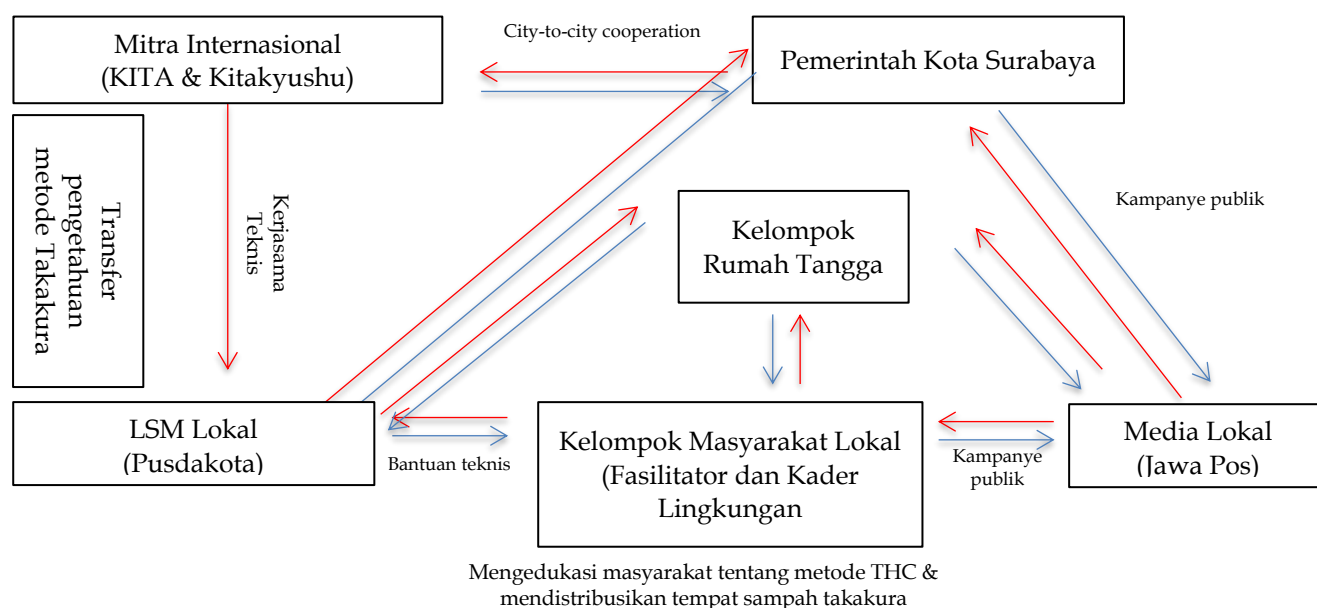 Mitra Internasional
(KITA & Kitakyushu)
City-to-city cooperation
Pemerintah Kota Surabaya
Transfer
pengetahuan
metode Takakura
Kerjasama
Teknis
Kelompok
Rumah Tangga
Kampanye publik
LSM Lokal
(Pusdakota)
Bantuan teknis
Kelompok Masyarakat Lokal
(Fasilitator dan Kader
Lingkungan
Kampanye
publik
Media Lokal
(Jawa Pos)
Mengedukasi masyarakat tentang metode THC &
mendistribusikan tempat sampah takakura